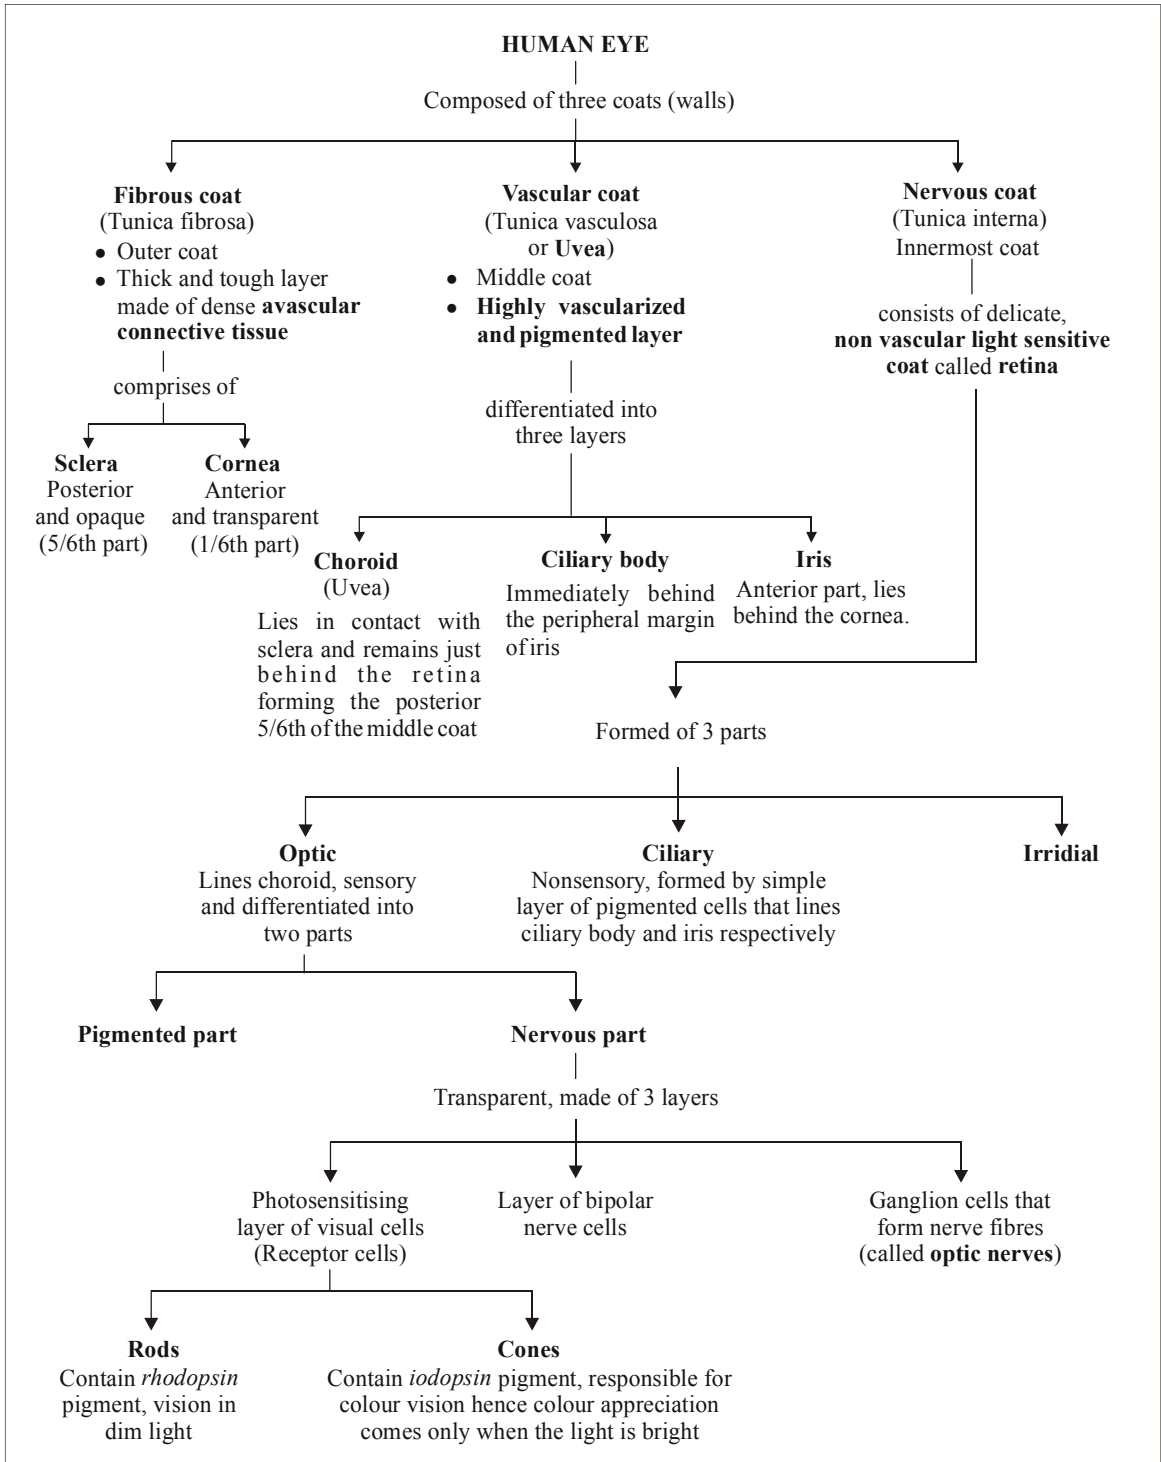 HUMAN EYE
Composed of three coats (walls)
Fibrous coat
(Tunica fibrosa)
• Outer coat
• Thick and tough layer
made of dense avascular
connective tissue
comprises of
Sclera
Posterior
and opaque
(5/6th part)
Cornea
Anterior
and transparent
(1/6th part)
Vascular coat
(Tunica vasculosa
or Uvea)
• Middle coat
• Highly vascularized
and pigmented layer
differentiated into
three layers
Choroid
(Uvea)
Lies in contact with
sclera and remains just
behind the retina
forming the posterior
5/6th of the middle coat
Ciliary body
Immediately behind
the peripheral margin
of iris
Iris
Anterior part, lies
behind the cornea.
Nervous coat
(Tunica interna)
Innermost coat
consists of delicate,
non vascular light sensitive
coat called retina
Formed of 3 parts
Optic
Lines choroid, sensory
and differentiated into
two parts
Ciliary
Nonsensory, formed by simple
layer of pigmented cells that lines
ciliary body and iris respectively
Irridial
Pigmented part
Nervous part
Transparent, made of 3 layers
Photosensitising
layer of visual cells
(Receptor cells)
Layer of bipolar
nerve cells
Ganglion cells that
form nerve fibres
(called optic nerves)
Rods
Contain rhodopsin
pigment, vision in
dim light
Cones
Contain iodopsin pigment, responsible for
colour vision hence colour appreciation
comes only when the light is bright